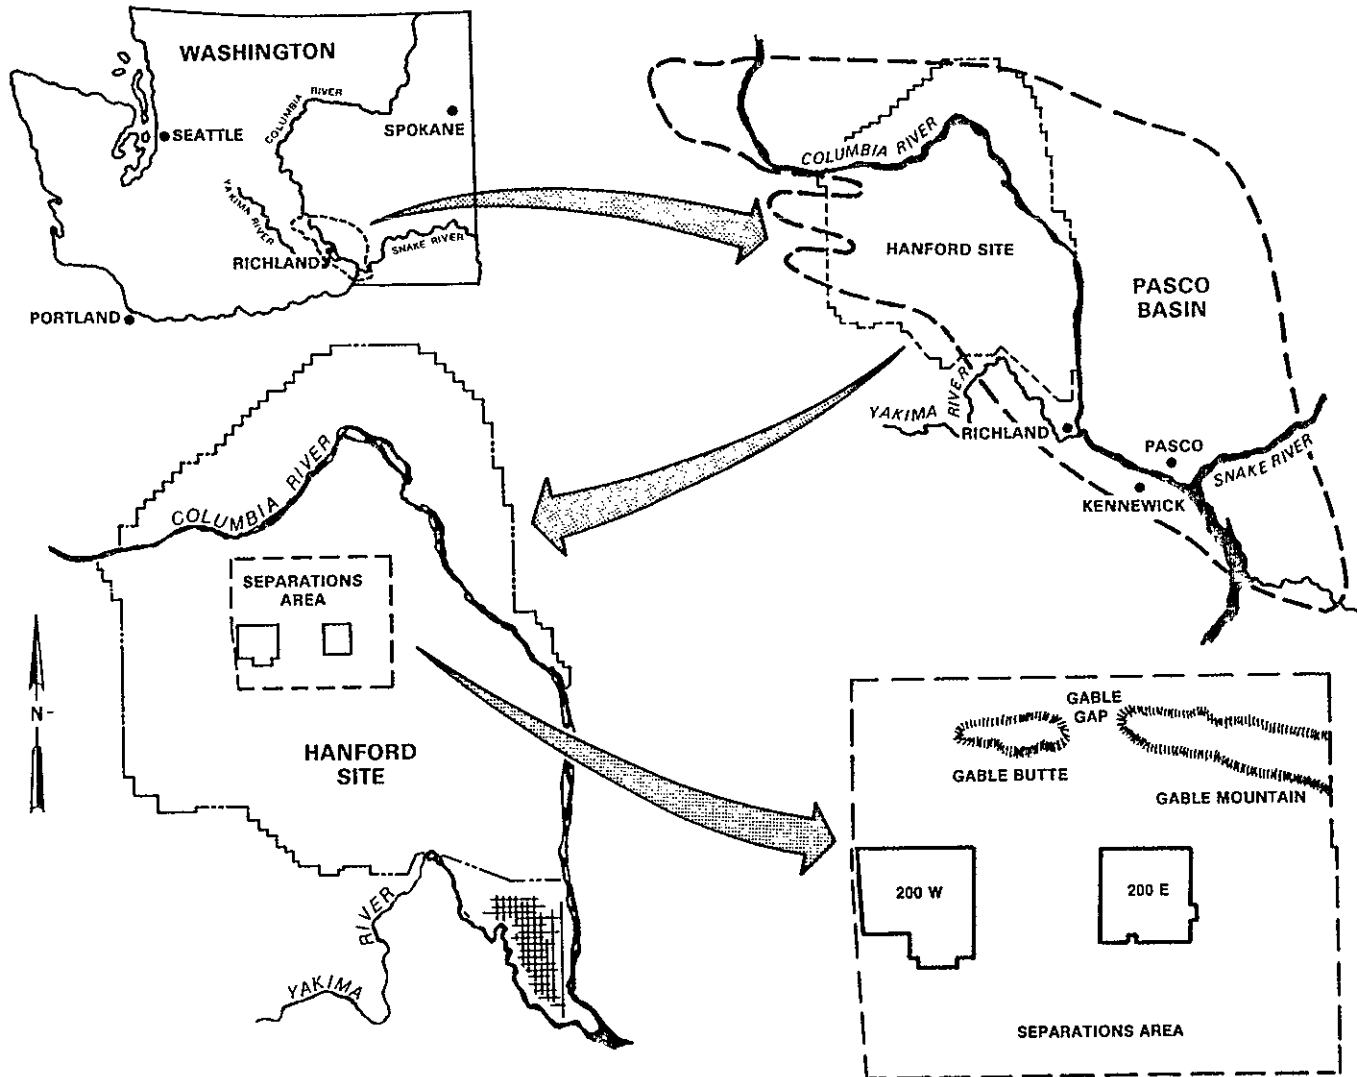 WASHINGTON
COLUMBIA RIVER
SEATTLE
SPOKANE
YAKIMA RIVER
SNAKE RIVER
RICHLAND
PORTLAND
COLUMBIA RIVER
HANFORD SITE
PASCO
BASIN
YAKIMA RIVER
RICHLAND
PASCO
KENNEWICK
SNAKE RIVER
COLUMBIA RIVER
SEPARATIONS
AREA
N
HANFORD
SITE
YAKIMA RIVER
GABLE
GAP
GABLE BUTTE
GABLE MOUNTAIN
200 W
200 E
SEPARATIONS AREA